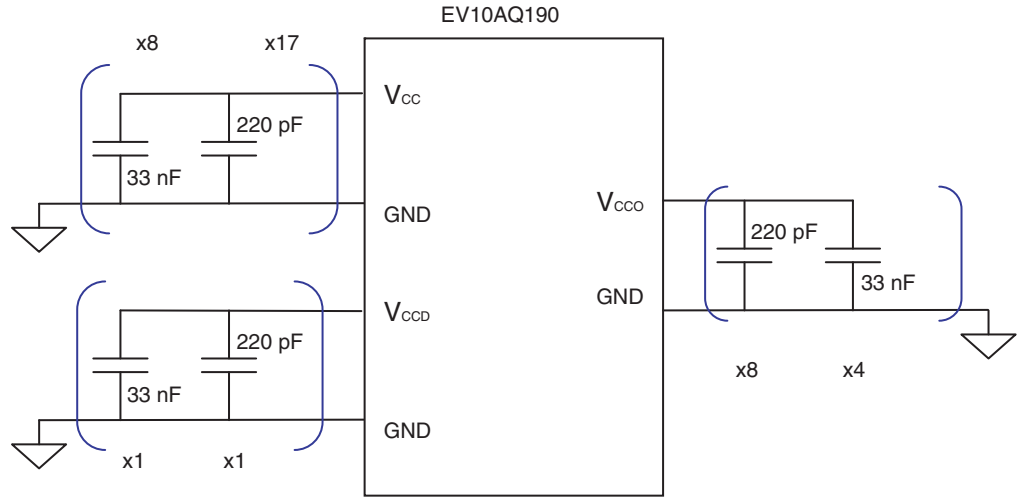 EV10AQ190
x8
x17
VCC
220 pF
33 nF
GND
VCCO
220 pF
33 nF
GND
x8
x4
VCCD
220 pF
33 nF
GND
x1
x1